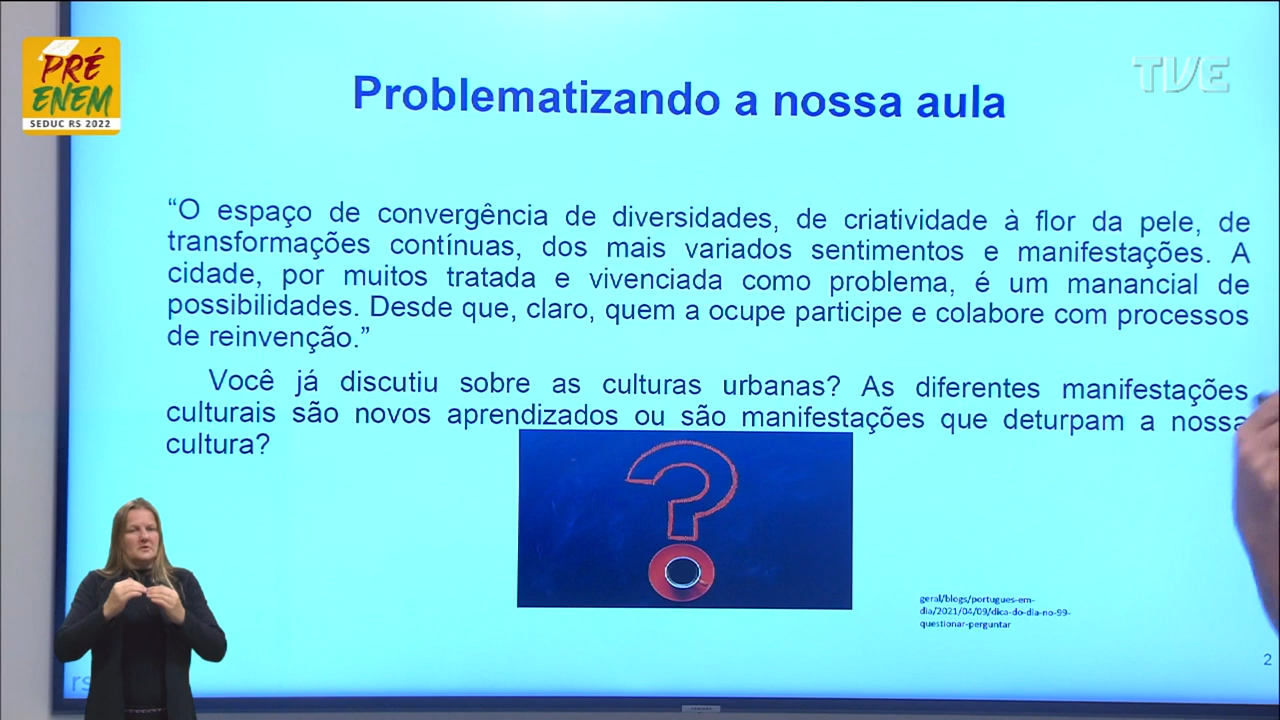 PRÉ
ENEM
SEDUC RS 2022
TVE
Problematizando a nossa aula
“O espaço de convergência de diversidades, de criatividade à flor da pele, de
transformações contínuas, dos mais variados sentimentos e manifestações. A
cidade, por muitos tratada e vivenciada como problema, é um manancial de
possibilidades. Desde que, claro, quem a ocupe participe e colabore com processos
de reinvenção.”
Você já discutiu sobre as culturas urbanas? As diferentes manifestações
culturais são novos aprendizados ou são manifestações que deturpam a nossa
cultura?
geral/blogs/portugues-em-
dia/2021/04/09/dica-do-dia-no-99-
questionar-perguntar
2
rs